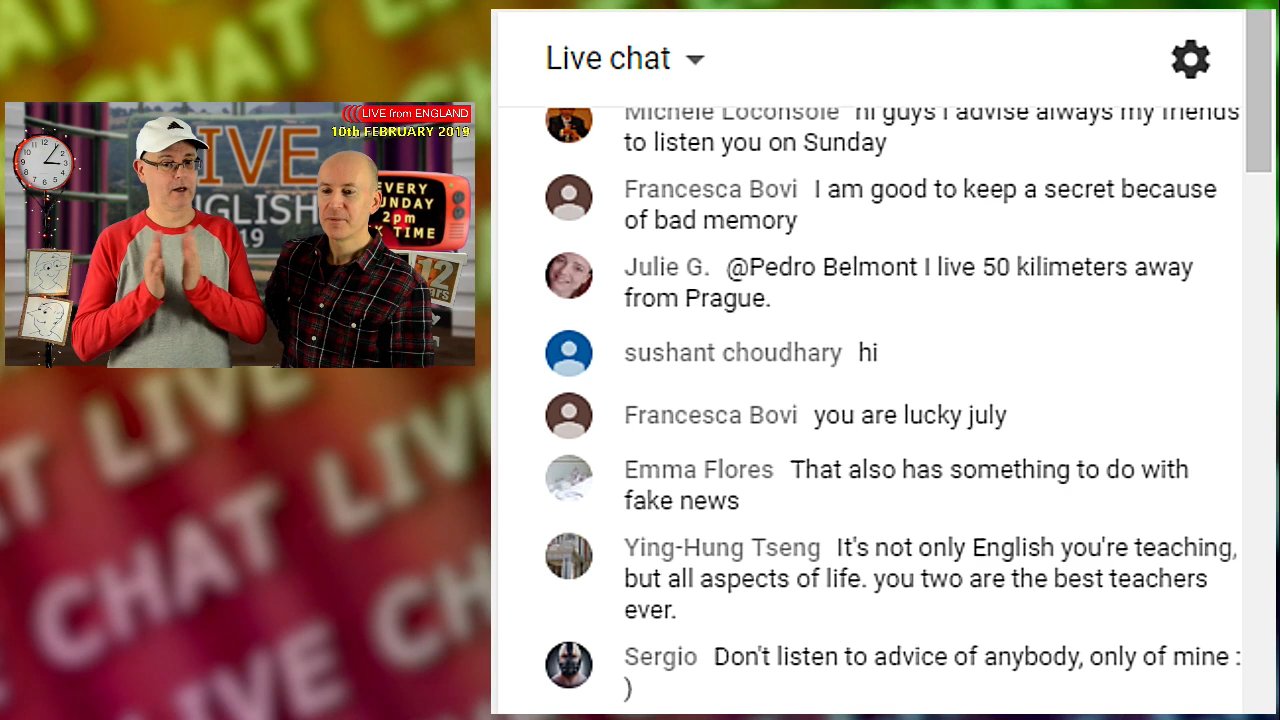 LIVE from ENGLAND
10th FEBRUARY 2019
LIVE
ENGLISH
19
EVERY
SUNDAY
2pm
UK TIME
12
Live chat
Michele Loconsole hi guys I advise always my friends
to listen you on Sunday
Francesca Bovi I am good to keep a secret because
of bad memory
Julie G. @Pedro Belmont I live 50 kilimeters away
from Prague.
sushant choudhary hi
Francesca Bovi you are lucky july
Emma Flores That also has something to do with
fake news
Ying-Hung Tseng It's not only English you're teaching,
but all aspects of life. you two are the best teachers
ever.
Sergio Don't listen to advice of anybody, only of mine :
)
LIVE
CHAT
LIVE
CHAT
LIVE